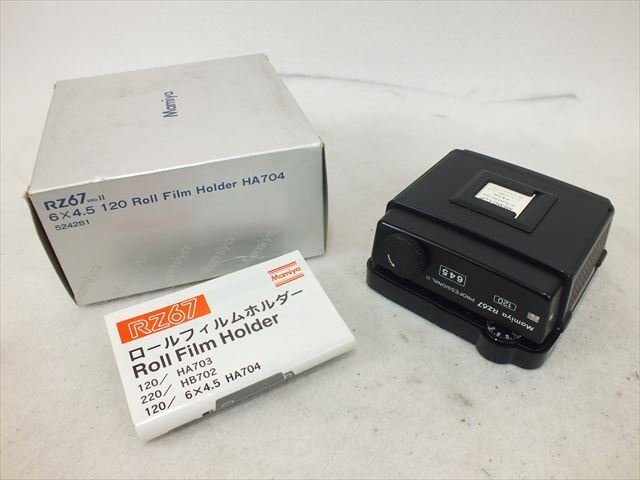 Mamiya
RZ67 PRO II
6×4.5 120 Roll Film Holder HA704
524281
Mamiya
RZ67
ロールフィルムホルダー
Roll Film Holder
120/ HA703
220/ HB702
120/ 6×4.5 HA704
645
120
Mamiya RZ67 PROFESSIONAL II